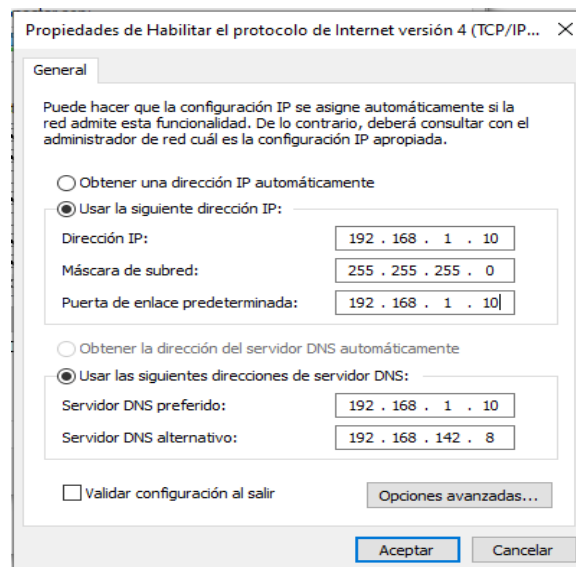 Propiedades de Habilitar el protocolo de Internet versión 4 (TCP/IP...
General
Puede hacer que la configuración IP se asigne automáticamente si la
red admite esta funcionalidad. De lo contrario, deberá consultar con el
administrador de red cuál es la configuración IP apropiada.
Obtener una dirección IP automáticamente
Usar la siguiente dirección IP:
Dirección IP: 192 . 168 . 1 . 10
Máscara de subred: 255 . 255 . 255 . 0
Puerta de enlace predeterminada: 192 . 168 . 1 . 10
Obtener la dirección del servidor DNS automáticamente
Usar las siguientes direcciones de servidor DNS:
Servidor DNS preferido: 192 . 168 . 1 . 10
Servidor DNS alternativo: 192 . 168 . 142 . 8
Validar configuración al salir
Opciones avanzadas...
Aceptar
Cancelar